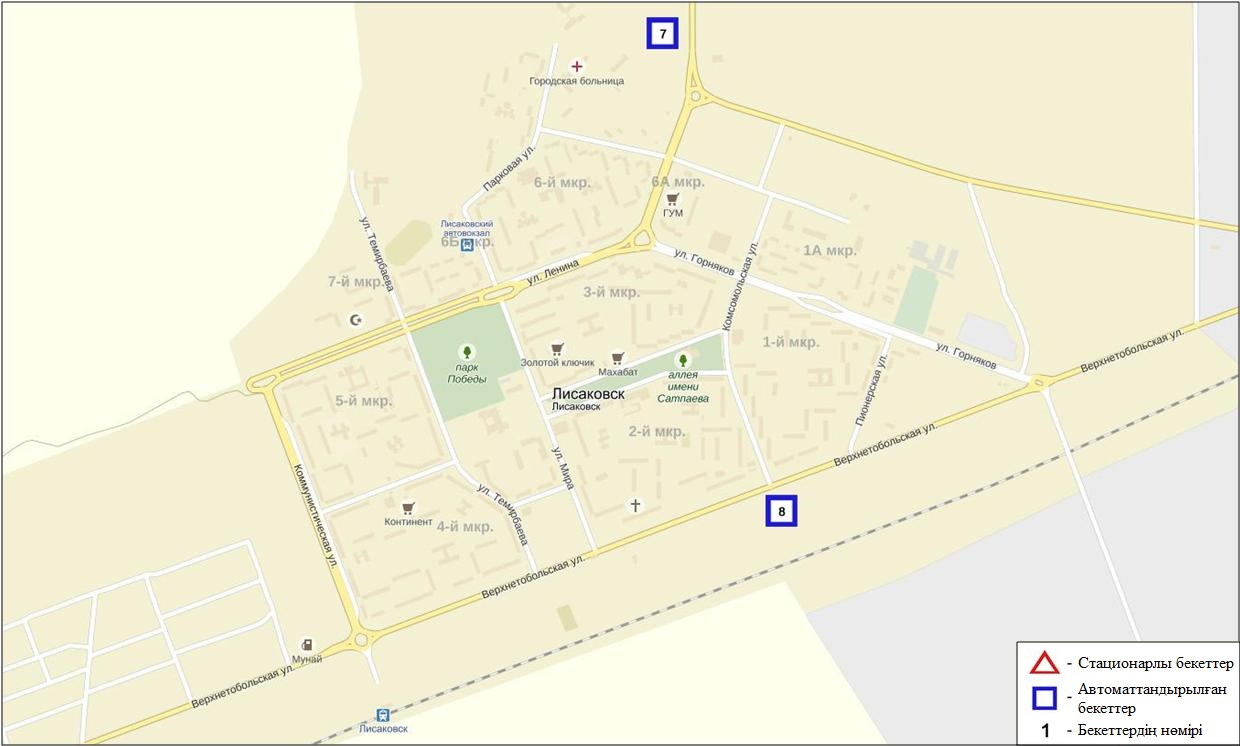 7
Городская больница
Парковая ул.
6-й мкр.
6А мкр.
ГУМ
Лисаковский
автовокзал
6Б мкр.
ул. Темирбаева
7-й мкр.
ул. Ленина
ул. Горняков
Комсомольская ул.
1А мкр.
3-й мкр.
1-й мкр.
ул. Горняков
Верхнетобольская ул.
Золотой ключик
Махабат
парк
Победы
аллея
имени
Сатпаева
Лисаковск
Лисаковск
5-й мкр.
2-й мкр.
Пионерская ул.
Верхнетобольская ул.
ул. Мира
Коммунистическая ул.
ул. Темирбаева
Континент
4-й мкр.
8
Верхнетобольская ул.
Мунай
Верхнетобольская ул.
Лисаковск
- Стационарлы бекеттер
- Автоматтандырылған
бекеттер
1 - Бекеттердің нөмірі